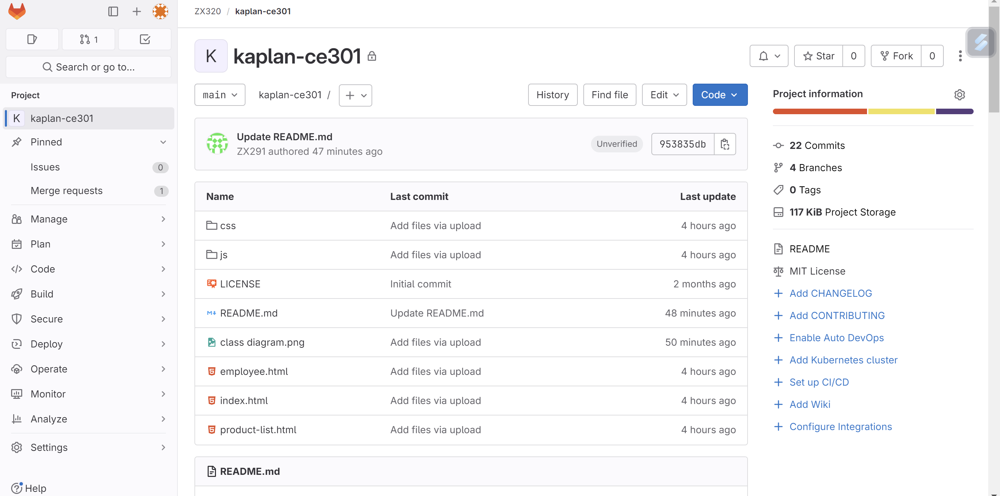 ZX320 / kaplan-ce301
1
Search or go to...
Project
K kaplan-ce301
Pinned
Issues 0
Merge requests 1
Manage
Plan
Code
Build
Secure
Deploy
Operate
Monitor
Analyze
Settings
Help
K kaplan-ce301
Star 0
Fork 0
main
kaplan-ce301 /
History
Find file
Edit
Code
Update README.md
ZX291 authored 47 minutes ago
Unverified
953835db
Name Last commit Last update
css Add files via upload 4 hours ago
js Add files via upload 4 hours ago
LICENSE Initial commit 2 months ago
README.md Update README.md 48 minutes ago
class diagram.png Add files via upload 50 minutes ago
employee.html Add files via upload 4 hours ago
index.html Add files via upload 4 hours ago
product-list.html Add files via upload 4 hours ago
README.md
Project information
22 Commits
4 Branches
0 Tags
117 KiB Project Storage
README
MIT License
Add CHANGELOG
Add CONTRIBUTING
Enable Auto DevOps
Add Kubernetes cluster
Set up CI/CD
Add Wiki
Configure Integrations